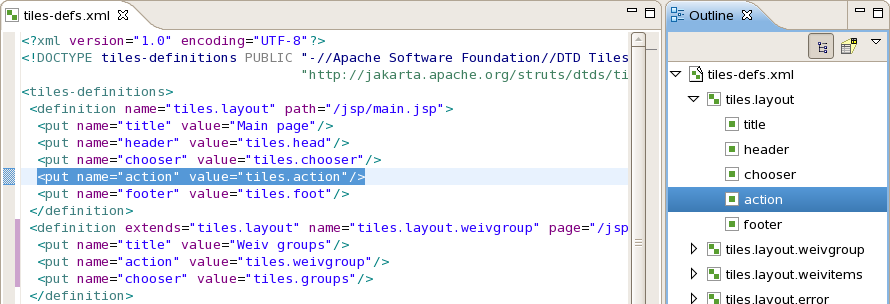 tiles-defs.xml
<?xml version="1.0" encoding="UTF-8"?>
<!DOCTYPE tiles-definitions PUBLIC "-//Apache Software Foundation//DTD Tiles
"http://jakarta.apache.org/struts/dtds/ti
<tiles-definitions>
<definition name="tiles.layout" path="/jsp/main.jsp">
<put name="title" value="Main page"/>
<put name="header" value="tiles.head"/>
<put name="chooser" value="tiles.chooser"/>
<put name="action" value="tiles.action"/>
<put name="footer" value="tiles.foot"/>
</definition>
<definition extends="tiles.layout" name="tiles.layout.weivgroup" page="/jsp
<put name="title" value="Weiv groups"/>
<put name="action" value="tiles.weivgroup"/>
<put name="chooser" value="tiles.groups"/>
</definition>
Outline
tiles-defs.xml
tiles.layout
title
header
chooser
action
footer
tiles.layout.weivgroup
tiles.layout.weivitems
tiles.layout.error